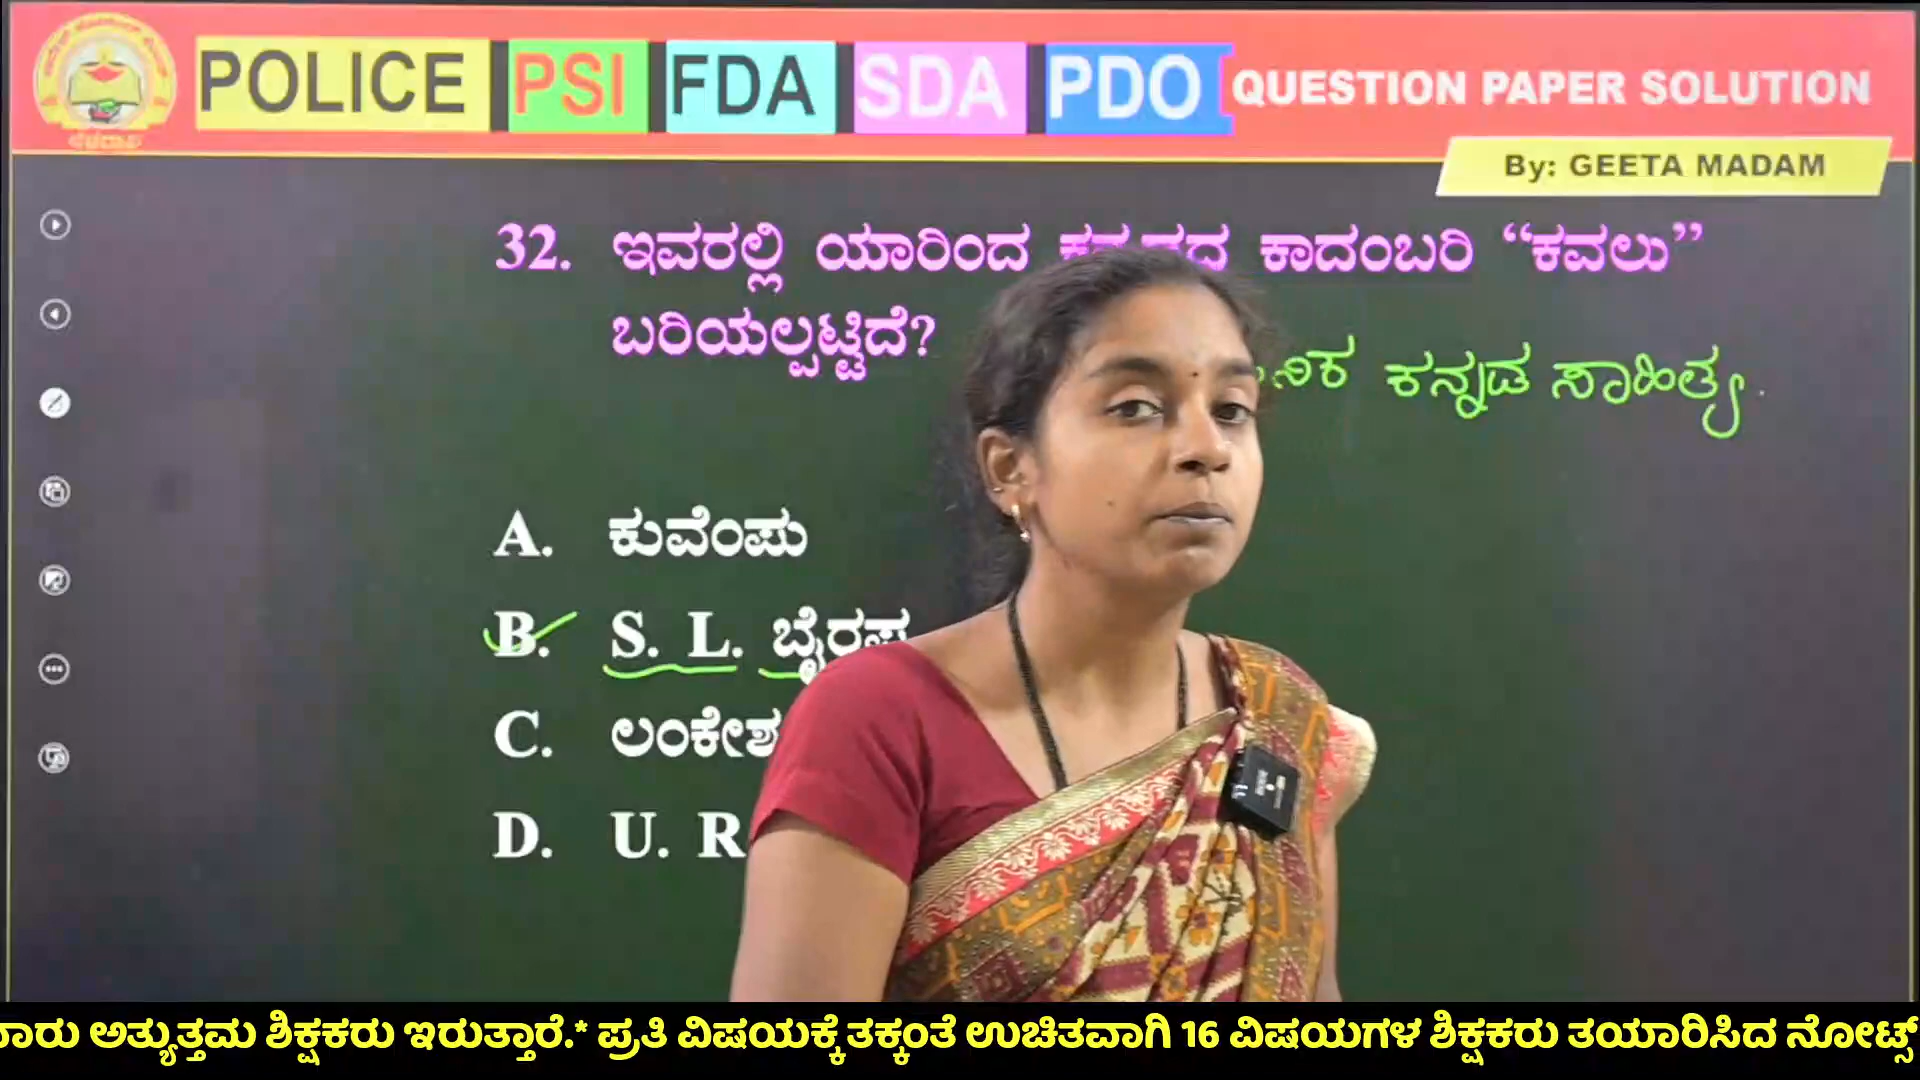 POLICE PSI FDA SDA PDO QUESTION PAPER SOLUTION
By: GEETA MADAM
32. ಇವರಲ್ಲಿ ಯಾರಿಂದ ಕಾದಂಬರಿ “ಕವಲು”
ಬರಿಯಲ್ಪಟ್ಟಿದೆ?
ಕನ್ನಡ ಸಾಹಿತ್ಯ.
A. ಕುವೆಂಪು
B. S. L.
C.
D. U. R
ಅತ್ಯುತ್ತಮ ಶಿಕ್ಷಕರು ಇರುತ್ತಾರೆ.* ಪ್ರತಿ ವಿಷಯಕ್ಕೆ ತಕ್ಕಂತೆ ಉಚಿತವಾಗಿ 16 ವಿಷಯಗಳ ಶಿಕ್ಷಕರು ತಯಾರಿಸಿದ ನೋಟ್ಸ್